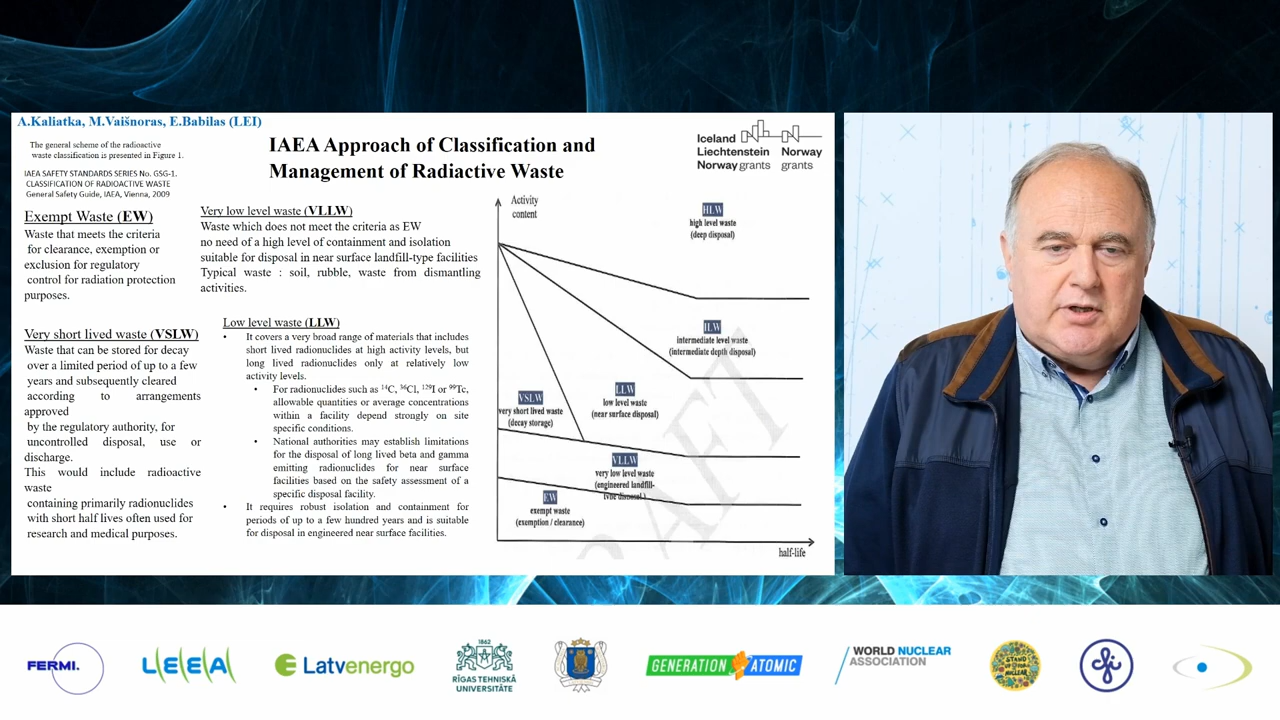 A.Kaliatka, M.Vaišnoras, E.Babilas (LEI)
The general scheme of the radioactive
waste classification is presented in Figure 1.
IAEA SAFETY STANDARDS SERIES No. GSG-1.
CLASSIFICATION OF RADIOACTIVE WASTE
General Safety Guide, IAEA, Vienna, 2009
IAEA Approach of Classification and
Management of Radiactive Waste
Iceland
Liechtenstein
Norway grants
Norway
grants
Exempt Waste (EW)
Waste that meets the criteria
for clearance, exemption or
exclusion for regulatory
control for radiation protection
purposes.
Very short lived waste (VSLW)
Waste that can be stored for decay
over a limited period of up to a few
years and subsequently cleared
according to arrangements
approved
by the regulatory authority, for
uncontrolled disposal, use or
discharge.
This would include radioactive
waste
containing primarily radionuclides
with short half lives often used for
research and medical purposes.
Very low level waste (VLLW)
Waste which does not meet the criteria as EW
no need of a high level of containment and isolation
suitable for disposal in near surface landfill-type facilities
Typical waste : soil, rubble, waste from dismantling
activities.
Low level waste (LLW)
• It covers a very broad range of materials that includes
short lived radionuclides at high activity levels, but
long lived radionuclides only at relatively low
activity levels.
• For radionuclides such as ¹⁴C, ³⁶Cl, ¹²⁹I or ⁹⁹Tc,
allowable quantities or average concentrations
within a facility depend strongly on site
specific conditions.
• National authorities may establish limitations
for the disposal of long lived beta and gamma
emitting radionuclides for near surface
facilities based on the safety assessment of a
specific disposal facility.
• It requires robust isolation and containment for
periods of up to a few hundred years and is suitable
for disposal in engineered near surface facilities.
Activity
content
HLW
high level waste
(deep disposal)
ILW
intermediate level waste
(intermediate depth disposal)
VSLW
very short lived waste
(decay storage)
LLW
low level waste
(near surface disposal)
VLLW
very low level waste
(engineered landfill-
type disposal)
EW
exempt waste
(exemption / clearance)
half-life
DRAFT
FERMI.
LEEA
Latvenergo
1862
RĪGAS TEHNISKĀ
UNIVERSITĀTE
GENERATION ATOMIC
WORLD NUCLEAR
ASSOCIATION
STAND
UP FOR
NUCLEAR